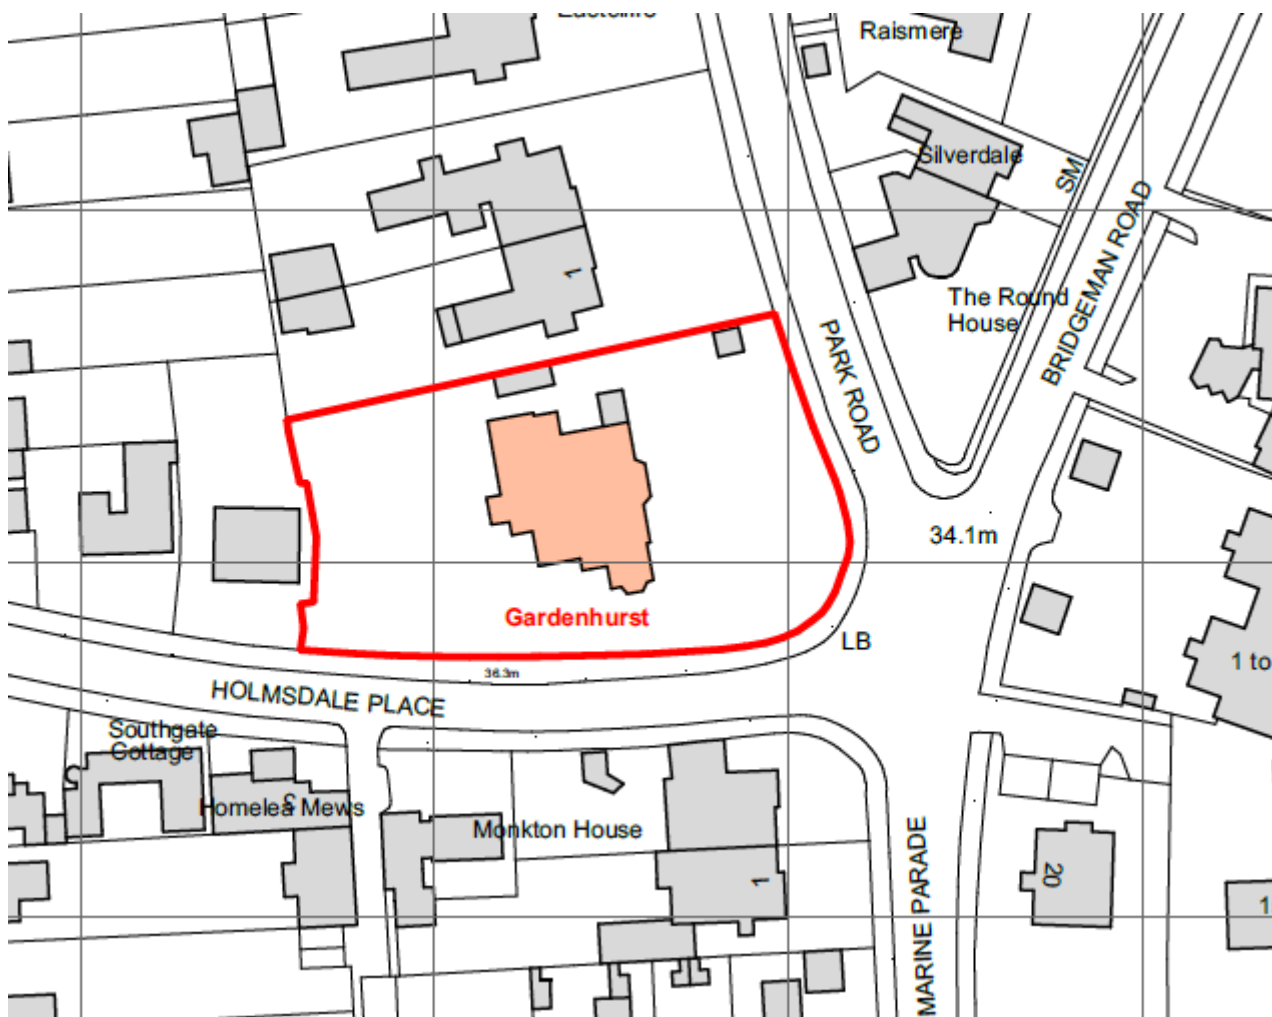 Raismere
Silverdale
SM
BRIDGEMAN ROAD
1
The Round
House
PARK ROAD
34.1m
Gardenhurst
LB
36.3m
1 to
HOLMSDALE PLACE
Southgate
Cottage
Homelea Mews
Monkton House
1
20
1
MARINE PARADE